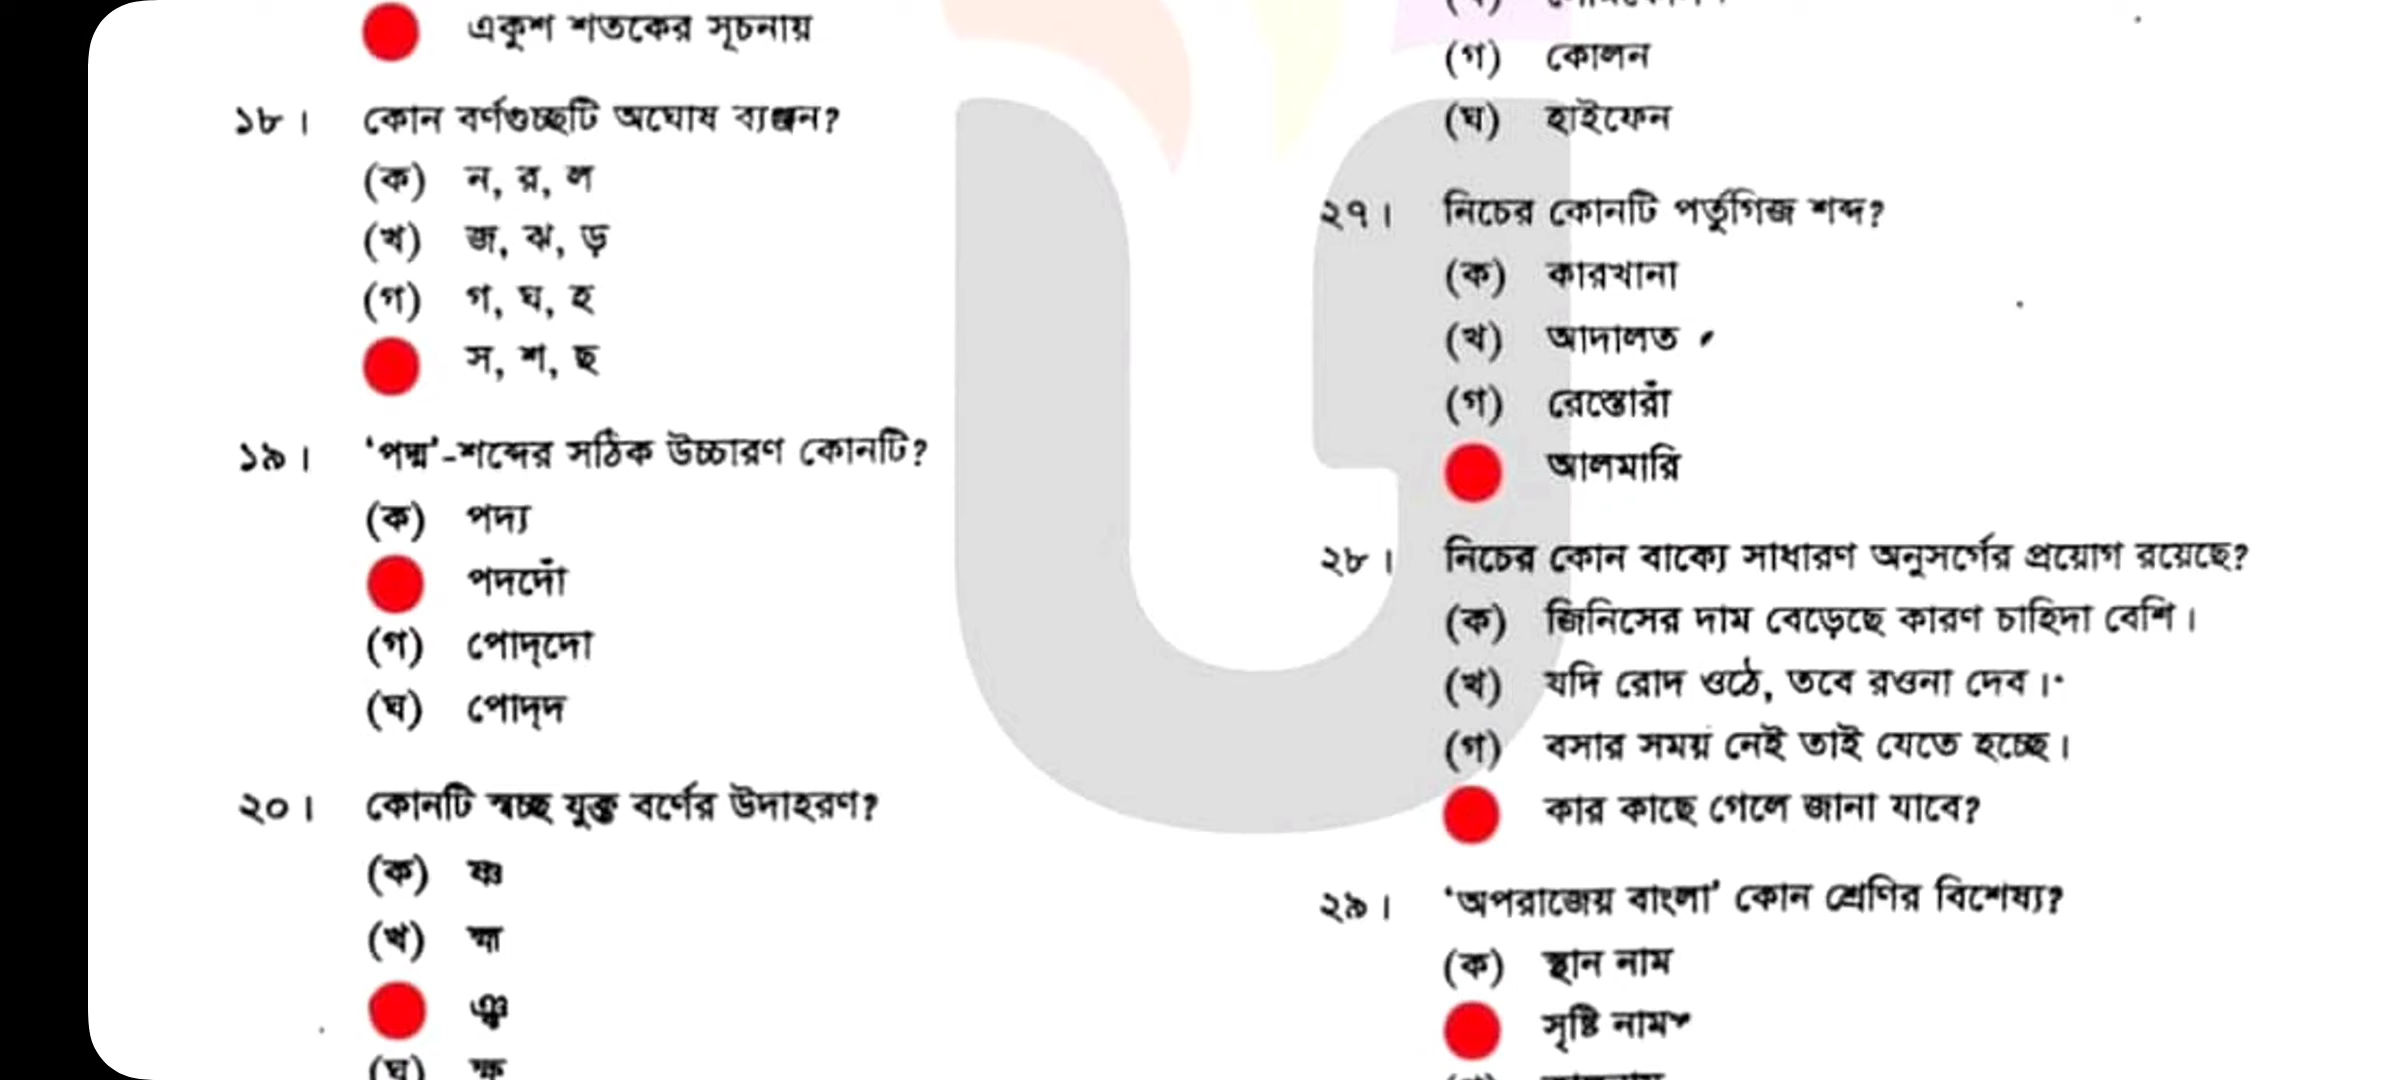 একুশ শতকের সূচনায়
১৮। কোন বর্ণগুচ্ছটি অঘোষ ব্যঞ্জন?
(ক) ন, র, ল
(খ) জ, ঝ, ড়
(গ) গ, ঘ, হ
স, শ, ছ
১৯। ‘পদ্ম’-শব্দের সঠিক উচ্চারণ কোনটি?
(ক) পদ্য
পদদোঁ
(গ) পোদ্‌দো
(ঘ) পোদ্‌দ
২০। কোনটি স্বচ্ছ যুক্ত বর্ণের উদাহরণ?
(ক) ষ্ণ
(খ)
(ঘ)
(গ) কোলন
(ঘ) হাইফেন
২৭। নিচের কোনটি পর্তুগিজ শব্দ?
(ক) কারখানা
(খ) আদালত
(গ) রেস্তোরাঁ
আলমারি
২৮। নিচের কোন বাক্যে সাধারণ অনুসর্গের প্রয়োগ রয়েছে?
(ক) জিনিসের দাম বেড়েছে কারণ চাহিদা বেশি।
(খ) যদি রোদ ওঠে, তবে রওনা দেব।
(গ) বসার সময় নেই তাই যেতে হচ্ছে।
কার কাছে গেলে জানা যাবে?
২৯। ‘অপরাজেয় বাংলা’ কোন শ্রেণির বিশেষ্য?
(ক) স্থান নাম
সৃষ্টি নাম